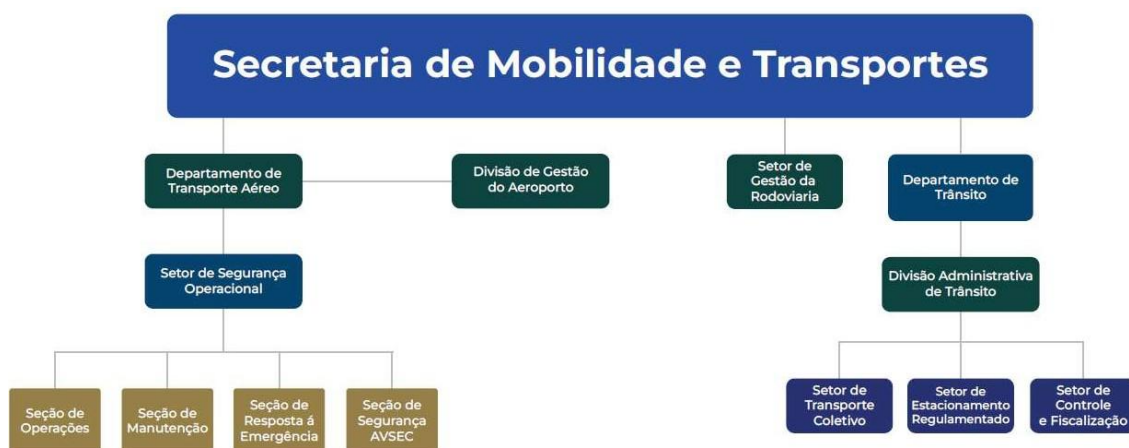 Secretaria de Mobilidade e Transportes
Departamento de
Transporte Aéreo
Divisão de Gestão
do Aeroporto
Setor de
Gestão da
Rodoviaria
Departamento de
Trânsito
Setor de Segurança
Operacional
Divisão Administrativa
de Trânsito
Seção de
Operações
Seção de
Manutenção
Seção de
Resposta á
Emergência
Seção de
Segurança
AVSEC
Setor de
Transporte
Coletivo
Setor de
Estacionamento
Regulamentado
Setor de
Controle
e Fiscalização